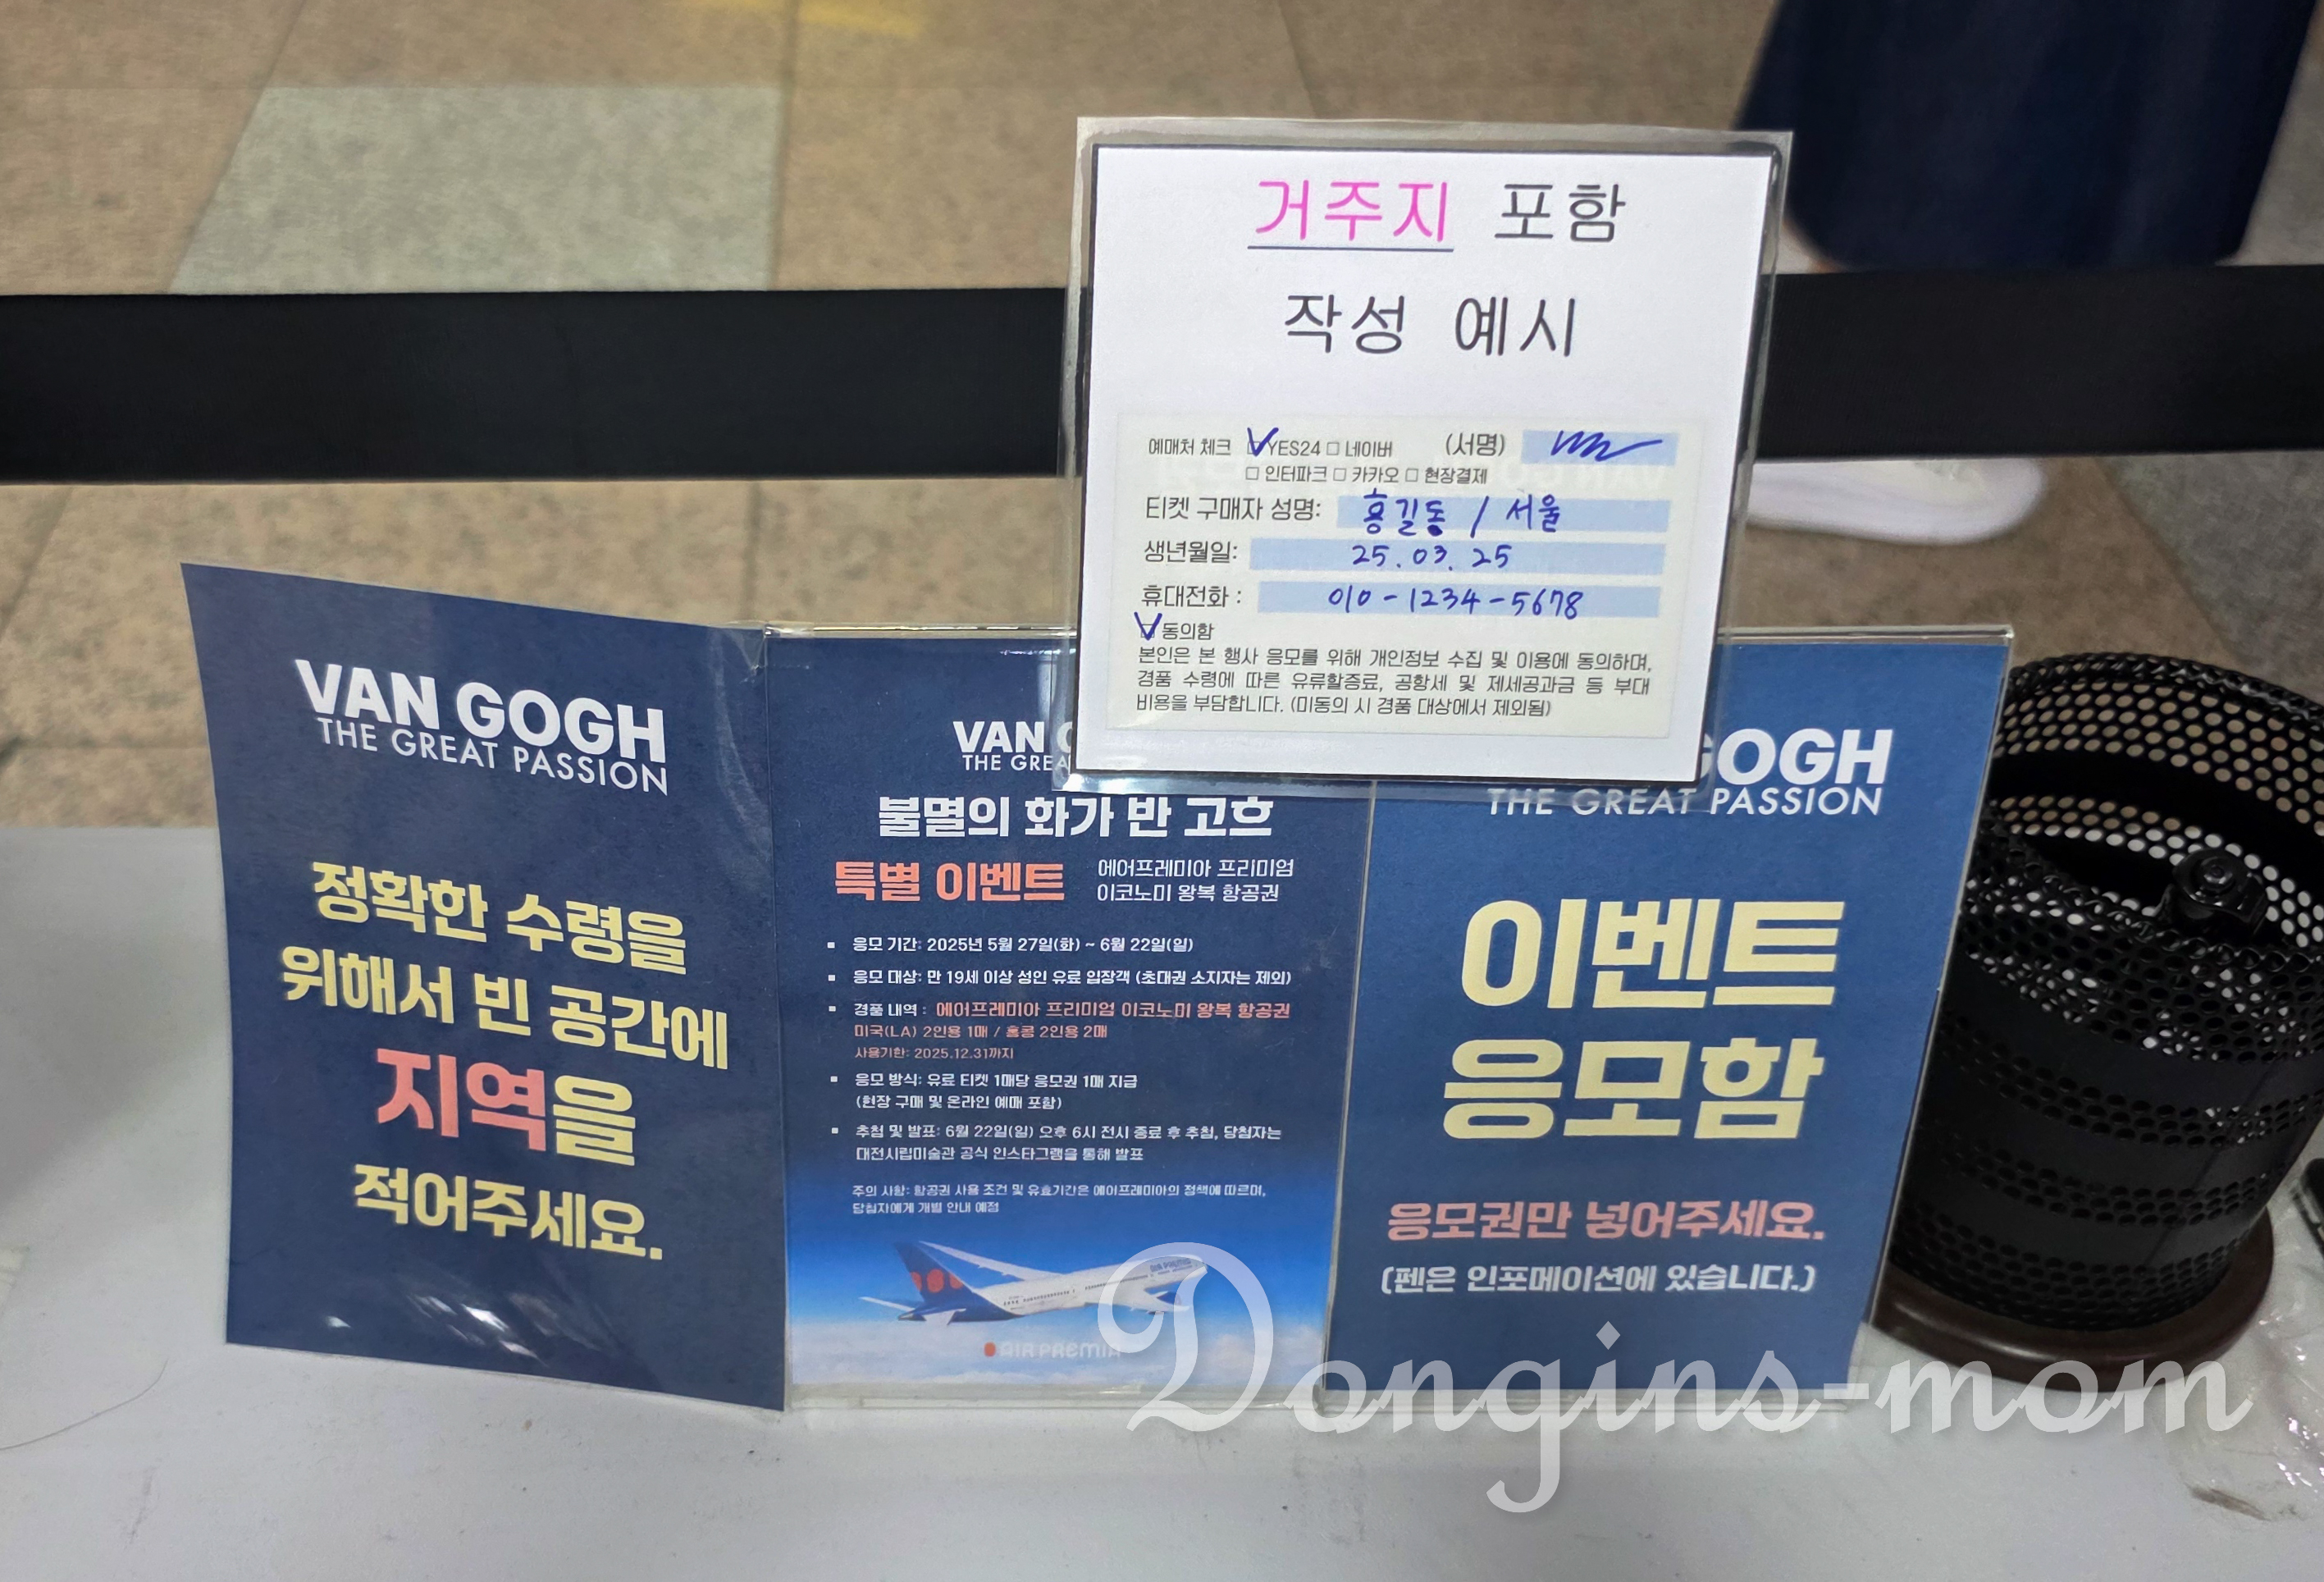 거주지 포함
작성 예시
예매처 체크 □ YES24 □ 네이버 (서명)
□ 인터파크 □ 카카오 □ 현장결제
티켓 구매자 성명: 홍길동 / 서울
생년월일: 25.03.25
휴대전화 : 010-1234-5678
□ 동의함
본인은 본 행사 응모를 위해 개인정보 수집 및 이용에 동의하며,
경품 수령에 따른 유류할증료, 공항세 및 제세공과금 등 부대
비용을 부담합니다. (미동의 시 경품 대상에서 제외됨)
VAN GOGH
THE GREAT PASSION
정확한 수령을
위해서 빈 공간에
지역을
적어주세요.
VAN G
THE GREA
불멸의 화가 반 고흐
특별 이벤트
에어프레미아 프리미엄
이코노미 왕복 항공권
▪ 응모 기간: 2025년 5월 27일(화) ~ 6월 22일(일)
▪ 응모 대상: 만 19세 이상 성인 유료 입장객 (초대권 소지자는 제외)
▪ 경품 내역 : 에어프레미아 프리미엄 이코노미 왕복 항공권
미국(LA) 2인용 1매 / 홍콩 2인용 2매
사용기한: 2025.12.31까지
▪ 응모 방식: 유료 티켓 1매당 응모권 1매 지급
(현장 구매 및 온라인 예매 포함)
▪ 추첨 및 발표: 6월 22일(일) 오후 6시 전시 종료 후 추첨, 당첨자는
대전시립미술관 공식 인스타그램을 통해 발표
주의 사항: 항공권 사용 조건 및 유효기간은 에어프레미아의 정책에 따르며,
당첨자에게 개별 안내 예정
AIR PREMIA
GOGH
THE GREAT PASSION
이벤트
응모함
응모권만 넣어주세요.
(펜은 인포메이션에 있습니다.)
Dongins-mom